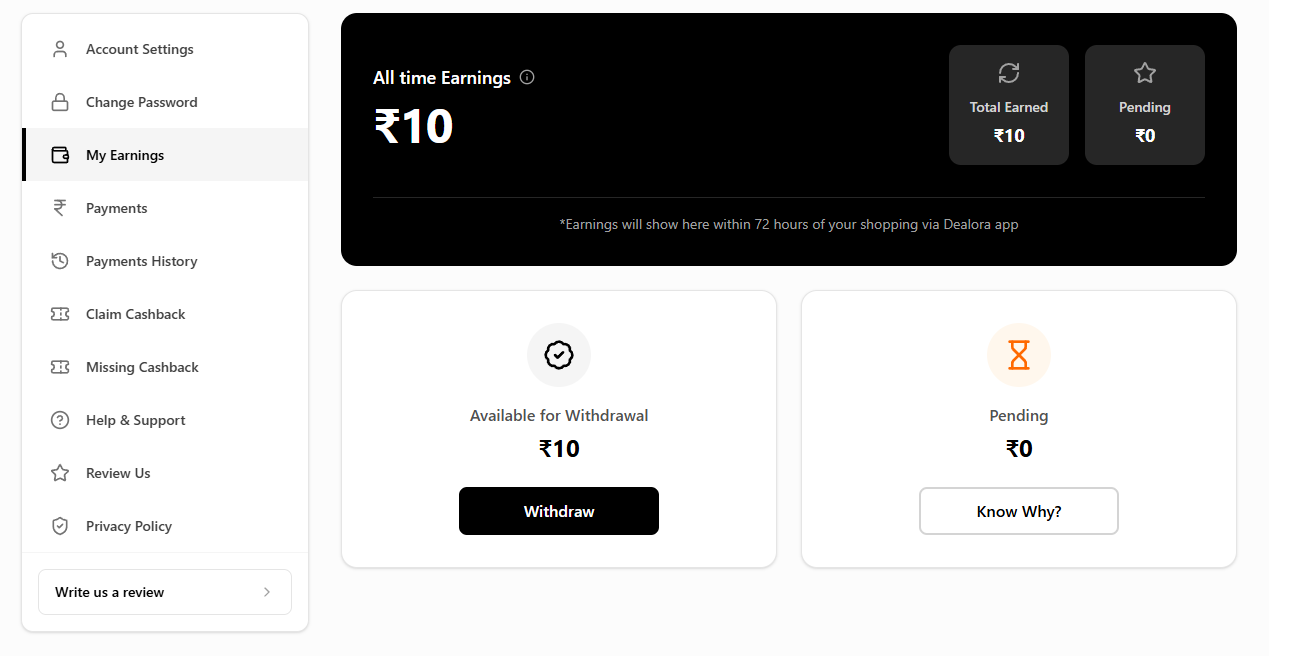 Account Settings
Change Password
My Earnings
Payments
Payments History
Claim Cashback
Missing Cashback
Help & Support
Review Us
Privacy Policy
Write us a review
All time Earnings
₹10
Total Earned
₹10
Pending
₹0
*Earnings will show here within 72 hours of your shopping via Dealora app
Available for Withdrawal
₹10
Withdraw
Pending
₹0
Know Why?